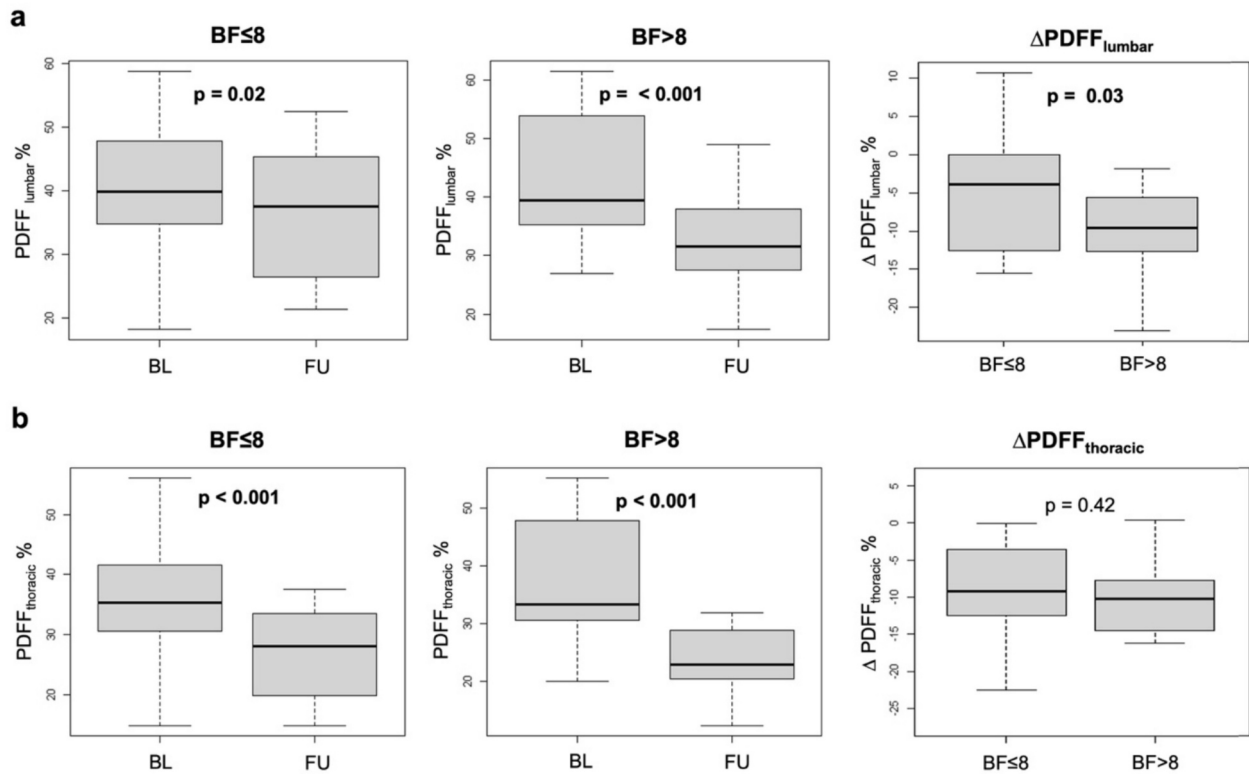 a
BF≤8
BF>8
ΔPDFFlumbar
PDFF lumbar %
60
50
40
30
20
p = 0.02
BL
FU
PDFF lumbar %
60
50
40
30
20
p = < 0.001
BL
FU
Δ PDFFlumbar %
10
5
0
-5
-10
-15
-20
p = 0.03
BF≤8
BF>8
b
BF≤8
BF>8
ΔPDFFthoracic
PDFFthoracic %
50
40
30
20
p < 0.001
BL
FU
PDFFthoracic %
50
40
30
20
p < 0.001
BL
FU
Δ PDFFthoracic %
5
0
-5
-10
-15
-20
-25
p = 0.42
BF≤8
BF>8